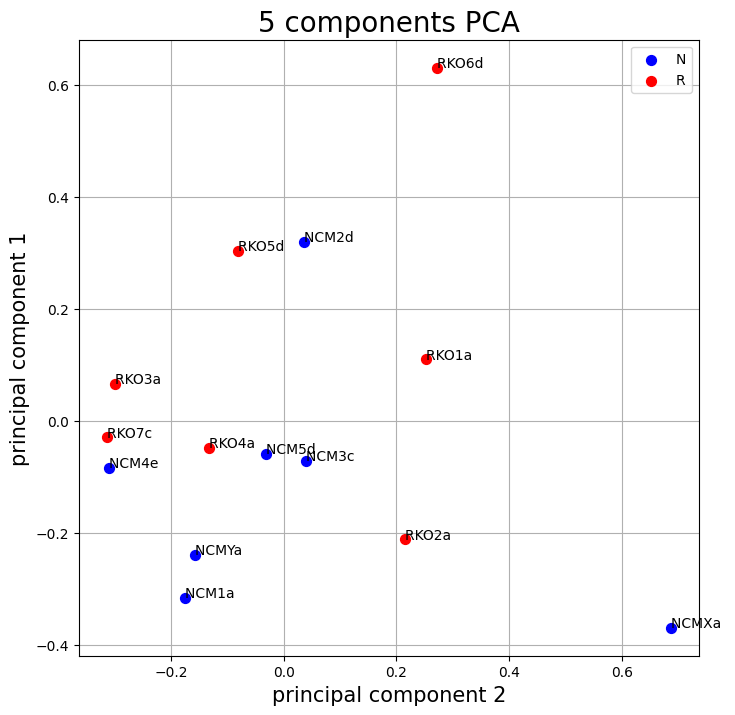 5 components PCA
N
R
RKO6d
NCM2d
RKO5d
RKO1a
RKO3a
RKO7c
RKO4a
NCM5d
NCM3c
NCM4e
RKO2a
NCMYa
NCM1a
NCMXa
0.6
0.4
0.2
0.0
−0.2
−0.4
principal component 1
−0.2
0.0
0.2
0.4
0.6
principal component 2